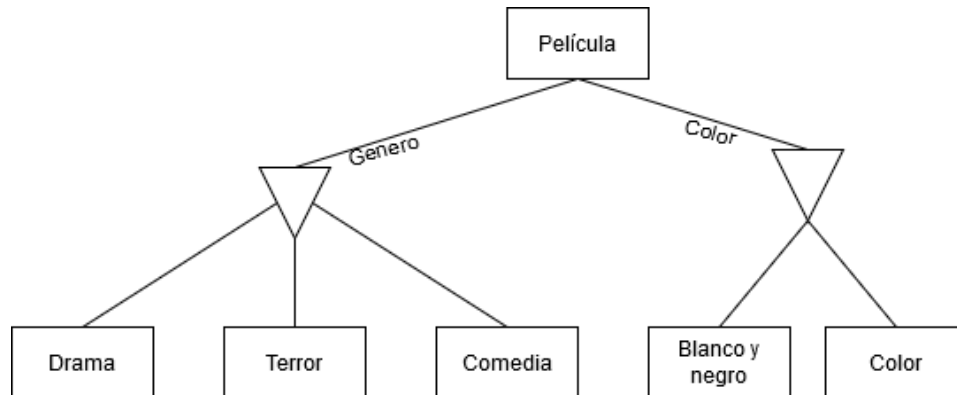 Película
Genero
Color
Drama
Terror
Comedia
Blanco y
negro
Color